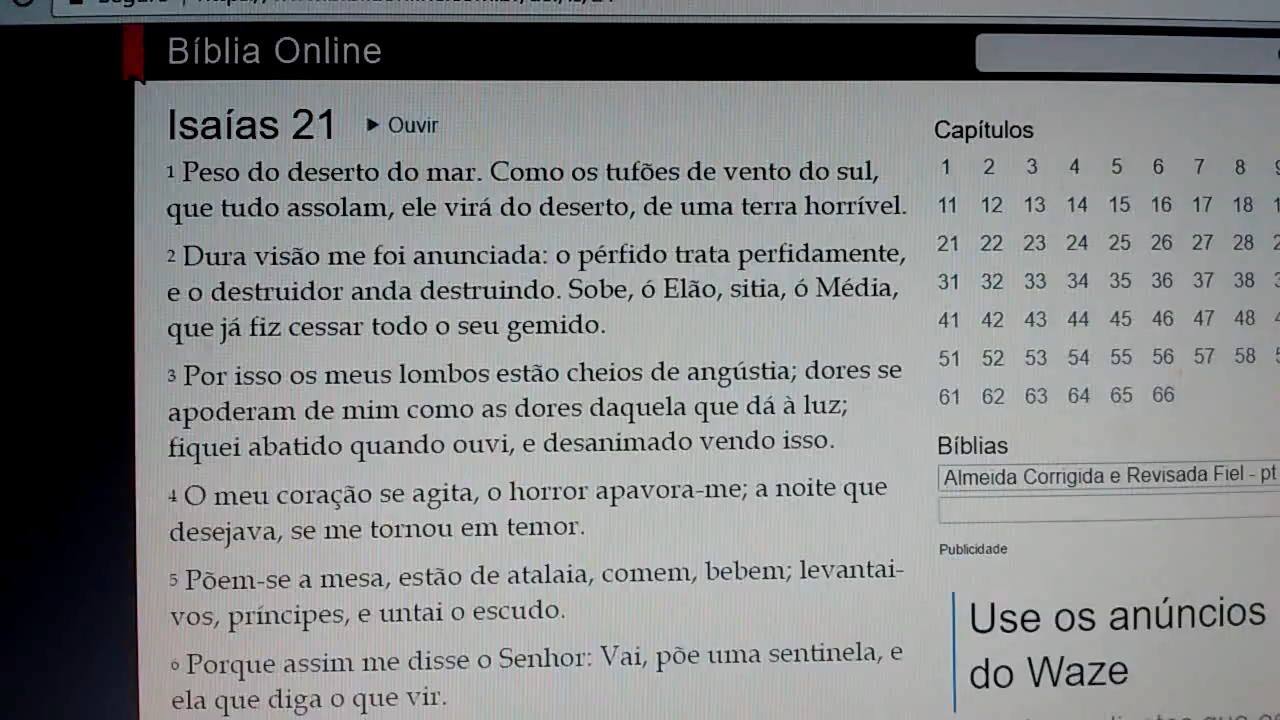 Bíblia Online
Isaías 21 ▶ Ouvir
1 Peso do deserto do mar. Como os tufões de vento do sul,
que tudo assolam, ele virá do deserto, de uma terra horrível.
2 Dura visão me foi anunciada: o pérfido trata perfidamente,
e o destruidor anda destruindo. Sobe, ó Elão, sitia, ó Média,
que já fiz cessar todo o seu gemido.
3 Por isso os meus lombos estão cheios de angústia; dores se
apoderam de mim como as dores daquela que dá à luz;
fiquei abatido quando ouvi, e desanimado vendo isso.
4 O meu coração se agita, o horror apavora-me; a noite que
desejava, se me tornou em temor.
5 Põem-se a mesa, estão de atalaia, comem, bebem; levantai-
vos, príncipes, e untai o escudo.
6 Porque assim me disse o Senhor: Vai, põe uma sentinela, e
ela que diga o que vir.
Capítulos
1 2 3 4 5 6 7 8
11 12 13 14 15 16 17 18
21 22 23 24 25 26 27 28
31 32 33 34 35 36 37 38
41 42 43 44 45 46 47 48
51 52 53 54 55 56 57 58
61 62 63 64 65 66
Bíblias
Almeida Corrigida e Revisada Fiel - pt
Publicidade
Use os anúncios
do Waze